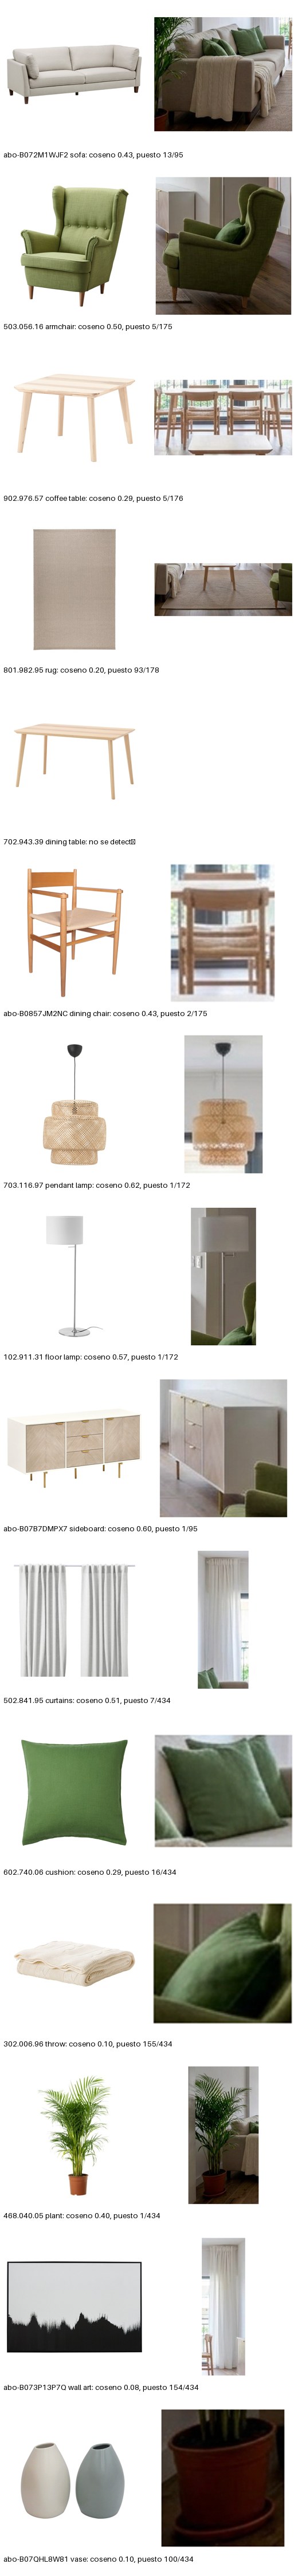 abo-B072M1WJF2 sofa: coseno 0.43, puesto 13/95
503.056.16 armchair: coseno 0.50, puesto 5/175
902.976.57 coffee table: coseno 0.29, puesto 5/176
801.982.95 rug: coseno 0.20, puesto 93/178
702.943.39 dining table: no se detect☒
abo-B0857JM2NC dining chair: coseno 0.43, puesto 2/175
703.116.97 pendant lamp: coseno 0.62, puesto 1/172
102.911.31 floor lamp: coseno 0.57, puesto 1/172
abo-B07B7DMPX7 sideboard: coseno 0.60, puesto 1/95
502.841.95 curtains: coseno 0.51, puesto 7/434
602.740.06 cushion: coseno 0.29, puesto 16/434
302.006.96 throw: coseno 0.10, puesto 155/434
468.040.05 plant: coseno 0.40, puesto 1/434
abo-B073P13P7Q wall art: coseno 0.08, puesto 154/434
abo-B07QHL8W81 vase: coseno 0.10, puesto 100/434